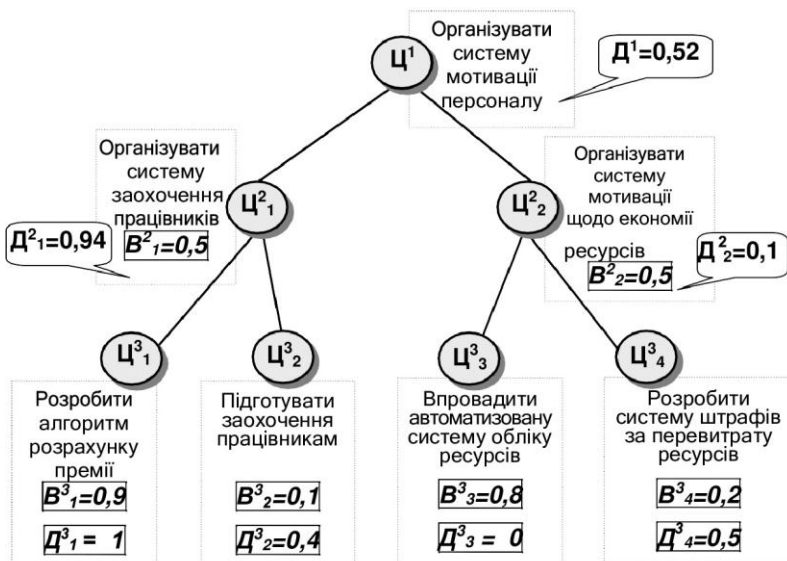 Ц¹
Організувати
систему
мотивації
персоналу
Д¹=0,52
Організувати
систему
заохочення
працівників
В²₁=0,5
Ц²₁
Д²₁=0,94
Ц²₂
Організувати
систему
мотивації
щодо економії
ресурсів
В²₂=0,5
Д²₂=0,1
Ц³₁
Розробити
алгоритм
розрахунку
премії
В³₁=0,9
Д³₁ = 1
Ц³₂
Підготувати
заохочення
працівникам
В³₂=0,1
Д³₂=0,4
Ц³₃
Впровадити
автоматизовану
систему обліку
ресурсів
В³₃=0,8
Д³₃ = 0
Ц³₄
Розробити
систему штрафів
за перевитрату
ресурсів
В³₄=0,2
Д³₄=0,5